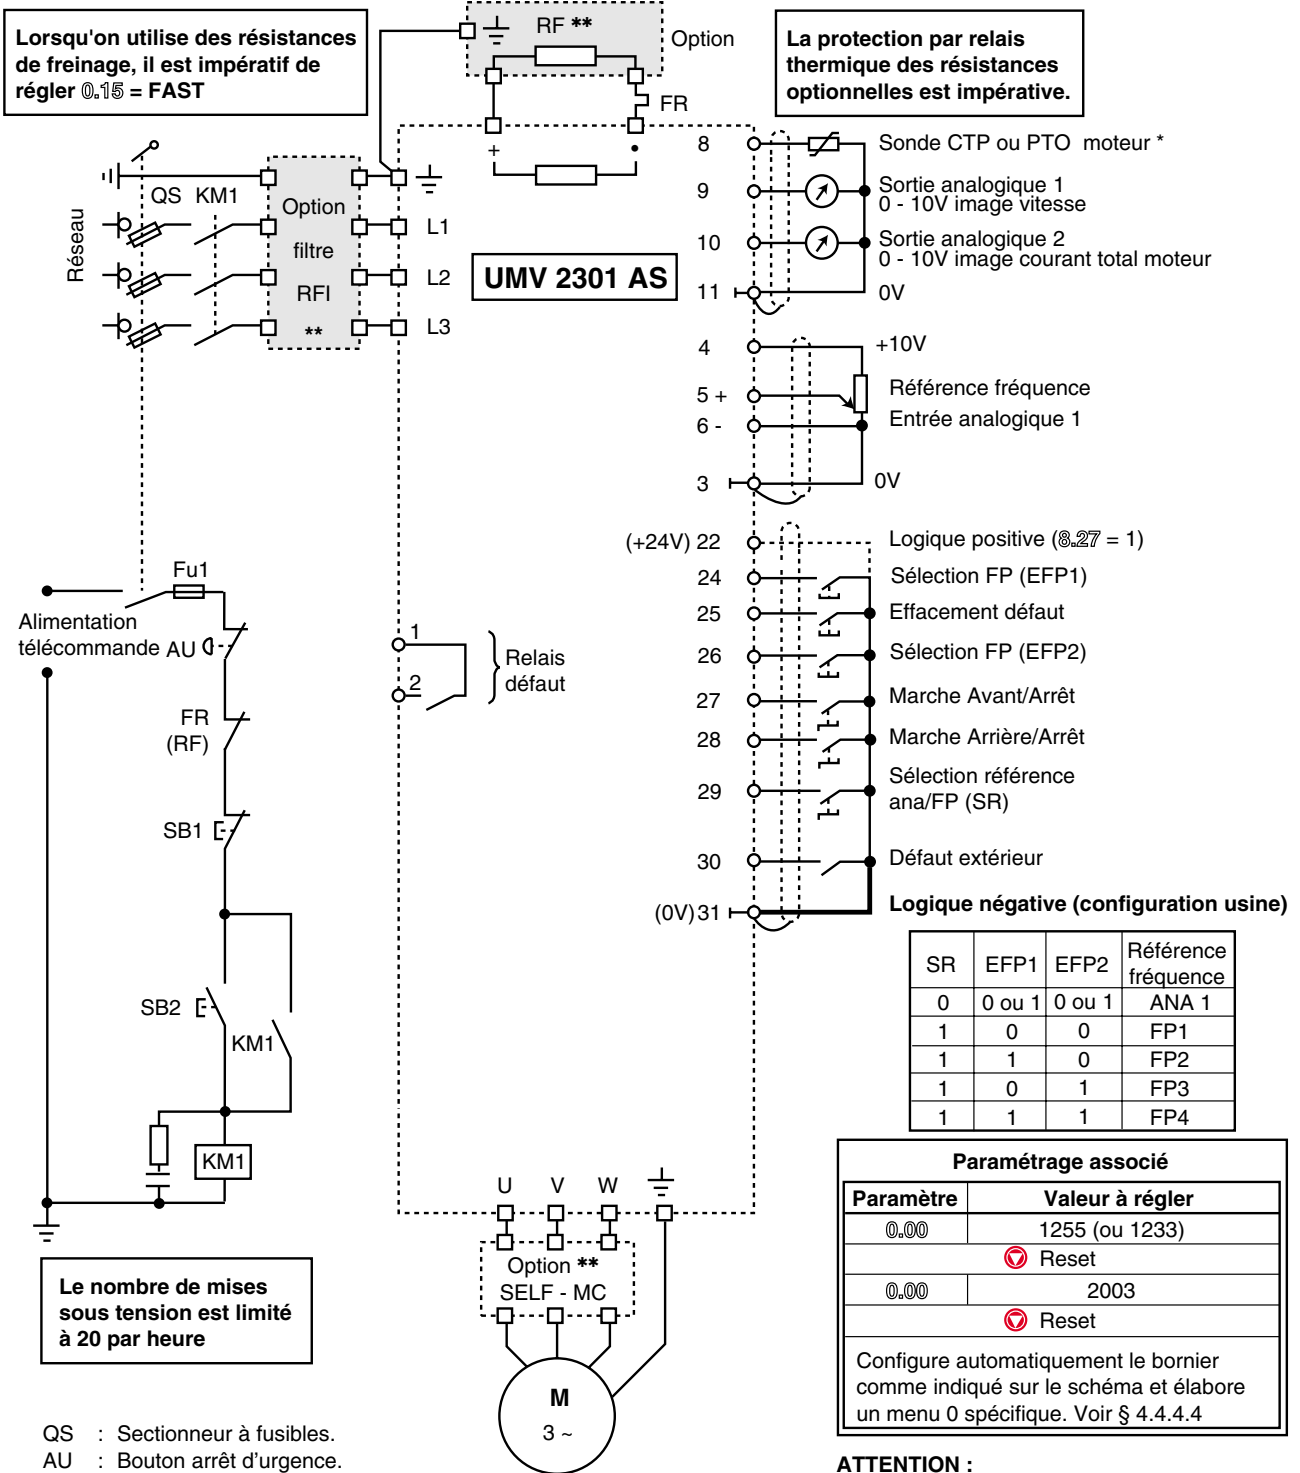 Lorsqu'on utilise des résistances
de freinage, il est impératif de
régler 0.15 = FAST
RF **
Option
FR
La protection par relais
thermique des résistances
optionnelles est impérative.
+
8
Sonde CTP ou PTO moteur *
9
Sortie analogique 1
0 - 10V image vitesse
10
Sortie analogique 2
0 - 10V image courant total moteur
11
0V
QS
KM1
Réseau
Option
filtre
RFI
**
L1
L2
L3
UMV 2301 AS
4
+10V
5 +
Référence fréquence
6 -
Entrée analogique 1
3
0V
(+24V) 22
Logique positive (8.27 = 1)
24
Sélection FP (EFP1)
25
Effacement défaut
26
Sélection FP (EFP2)
27
Marche Avant/Arrêt
28
Marche Arrière/Arrêt
29
Sélection référence
ana/FP (SR)
30
Défaut extérieur
(0V) 31
Logique négative (configuration usine)
Fu1
Alimentation
télécommande
AU
FR
(RF)
SB1
SB2
KM1
KM1
1
2
Relais
défaut
SR EFP1 EFP2 Référence
fréquence
0 0 ou 1 0 ou 1 ANA 1
1 0 0 FP1
1 1 0 FP2
1 0 1 FP3
1 1 1 FP4
Paramétrage associé
Paramètre Valeur à régler
0.00 1255 (ou 1233)
Reset
0.00 2003
Reset
Configure automatiquement le bornier
comme indiqué sur le schéma et élabore
un menu 0 spécifique. Voir § 4.4.4.4
U V W
Option **
SELF - MC
M
3 ~
Le nombre de mises
sous tension est limité
à 20 par heure
QS : Sectionneur à fusibles.
AU : Bouton arrêt d'urgence.
ATTENTION :